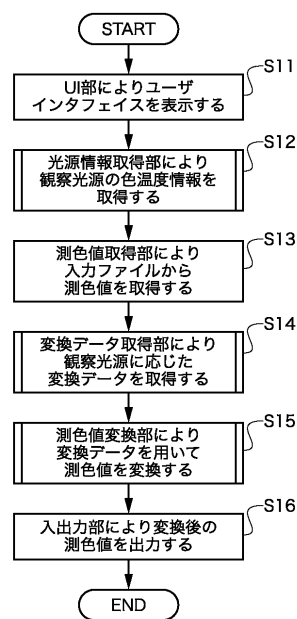 START
S11
UI部によりユーザ
インタフェイスを表示する
S12
光源情報取得部により
観察光源の色温度情報を
取得する
S13
測色値取得部により
入力ファイルから
測色値を取得する
S14
変換データ取得部により
観察光源に応じた
変換データを取得する
S15
測色値変換部により
変換データを用いて
測色値を変換する
S16
入出力部により変換後の
測色値を出力する
END